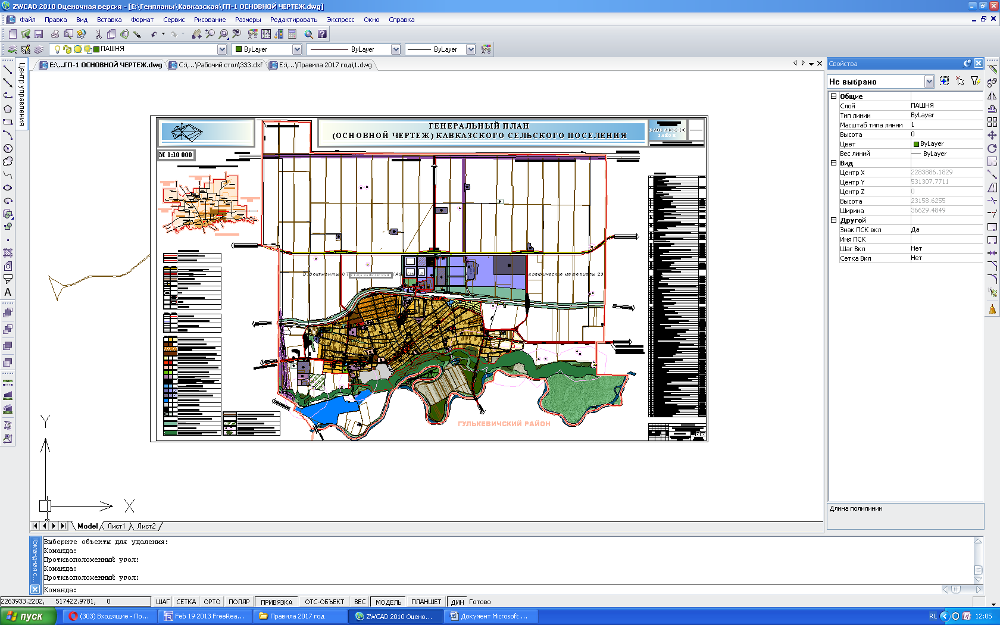 ZWCAD 2010 Оценочная версия - [E:\Генпланы\Кавказская\ГП-1 ОСНОВНОЙ ЧЕРТЕЖ.dwg]
Файл Правка Вид Вставка Формат Сервис Рисование Размеры Редактировать Экспресс Окно Справка
ПАШНЯ ByLayer ByLayer ByLayer
E:\...ГП-1 ОСНОВНОЙ ЧЕРТЕЖ.dwg C:\...\Рабочий стол\333.dxf E:\...\Правила 2017 год\1.dwg
Центр управления
ГЕНЕРАЛЬНЫЙ ПЛАН
(ОСНОВНОЙ ЧЕРТЕЖ) КАВКАЗСКОГО СЕЛЬСКОГО ПОСЕЛЕНИЯ
РАЙОН
М 1:10 000
СТ-ЦА КАВКАЗСКАЯ
графические материалы 23
ГУЛЬКЕВИЧСКИЙ РАЙОН
Y
X
Model Лист1 Лист2
Свойства
Не выбрано
Общие
Слой ПАШНЯ
Тип линии ByLayer
Масштаб типа линии 1
Высота 0
Цвет ByLayer
Вес линий ByLayer
Вид
Центр X 2283886.1829
Центр Y 531307.7711
Центр Z 0
Высота 23158.6255
Ширина 36629.4849
Другой
Знак ПСК вкл Да
Имя ПСК
Шаг Вкл Нет
Сетка Вкл Нет
Длина полилинии
Командная с...
Выберите объекты для удаления:
Команда:
Противоположенный угол:
Команда:
Противоположенный угол:
Команда:
2263933.2202, 517422.9781, 0 ШАГ СЕТКА ОРТО ПОЛЯР ПРИВЯЗКА ОТС-ОБЪЕКТ ВЕС МОДЕЛЬ ПЛАНШЕТ ДИН Готово
пуск (303) Входящие - По... Feb 19 2013 FreeRea... Правила 2017 год ZWCAD 2010 Оцено... Документ Microsoft ... RL 12:05